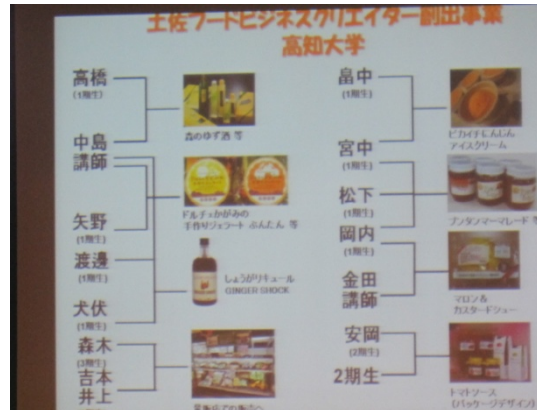 土佐フードビジネスクリエイター創出事業
高知大学
高橋
(1期生)
森のゆず酒 等
中島
講師
ドルチェかがみの
手作りジェラート ぶんたん 等
矢野
(1期生)
渡邊
(1期生)
しょうがリキュール
GINGER SHOCK
犬伏
(1期生)
森木
吉本
井上
畠中
(1期生)
ピカイチにんじん
アイスクリーム
宮中
(1期生)
松下
(1期生)
ブンタンマーマレード 等
岡内
(1期生)
金田
講師
マロン&
カスタードシュー
安岡
(2期生)
2期生
トマトソース
(パッケージデザイン)